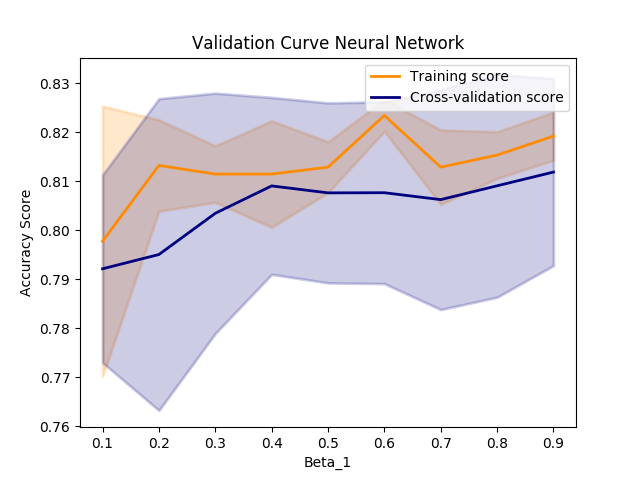 Validation Curve Neural Network
Training score
Cross-validation score
Accuracy Score
0.83
0.82
0.81
0.80
0.79
0.78
0.77
0.76
0.1 0.2 0.3 0.4 0.5 0.6 0.7 0.8 0.9
Beta_1